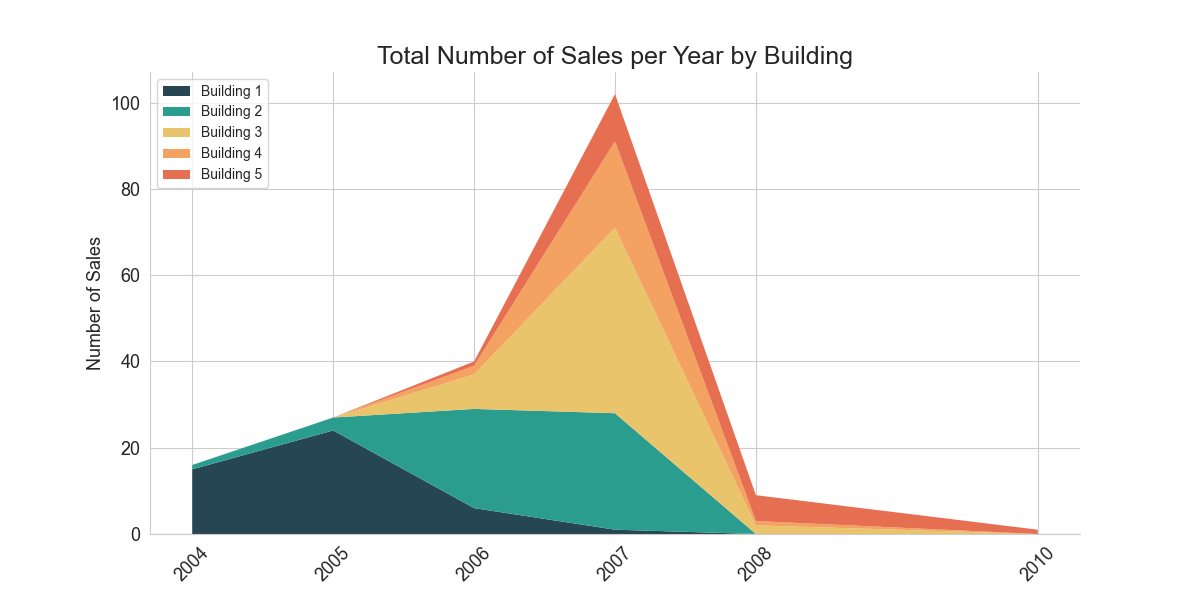 Total Number of Sales per Year by Building
Building 1
Building 2
Building 3
Building 4
Building 5
Number of Sales
100
80
60
40
20
0
2004
2005
2006
2007
2008
2010